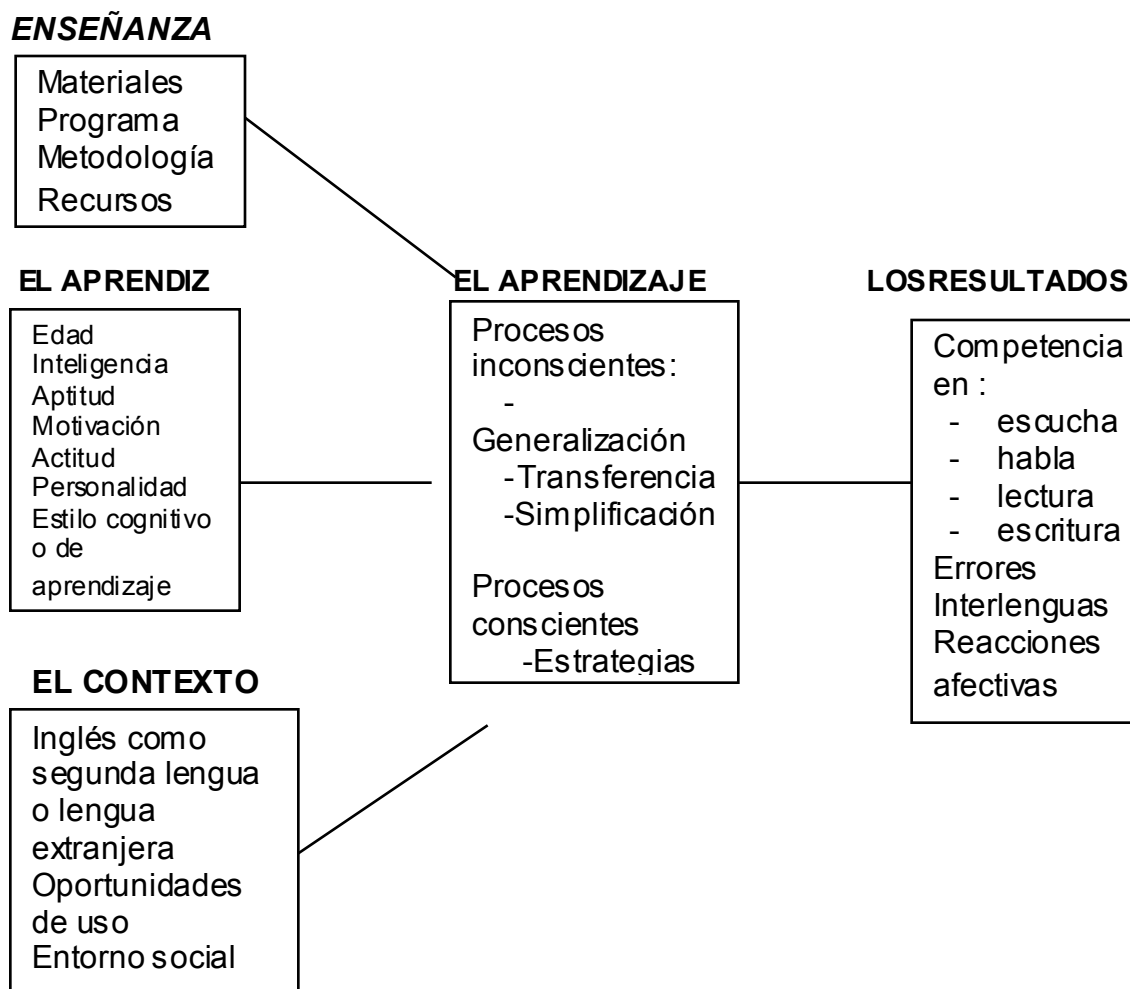 ENSEÑANZA
Materiales
Programa
Metodología
Recursos
EL APRENDIZ
Edad
Inteligencia
Aptitud
Motivación
Actitud
Personalidad
Estilo cognitivo
o de
aprendizaje
EL CONTEXTO
Inglés como
segunda lengua
o lengua
extranjera
Oportunidades
de uso
Entorno social
EL APRENDIZAJE
Procesos
inconscientes:
-
Generalización
-Transferencia
-Simplificación
Procesos
conscientes
-Estrategias
LOSRESULTADOS
Competencia
en :
- escucha
- habla
- lectura
- escritura
Errores
Interlenguas
Reacciones
afectivas